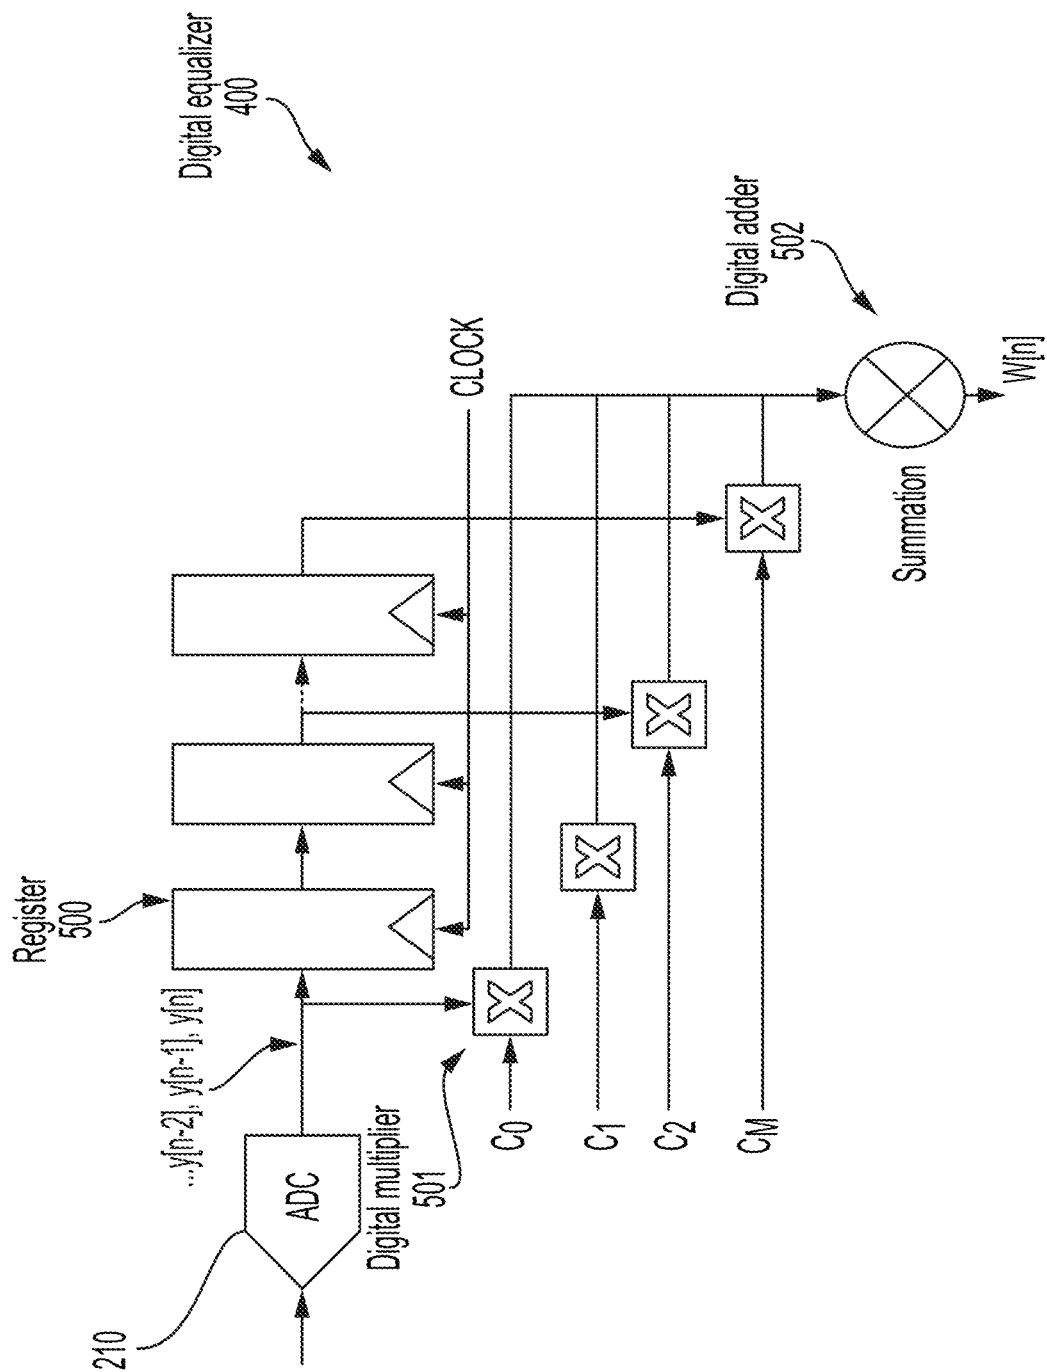 Digital equalizer
400
Register
500
...y[n-2], y[n-1], y[n]
210
ADC
Digital multiplier
501
CLOCK
Digital adder
502
C0
C1
C2
CM
X
X
X
X
Summation
W[n]